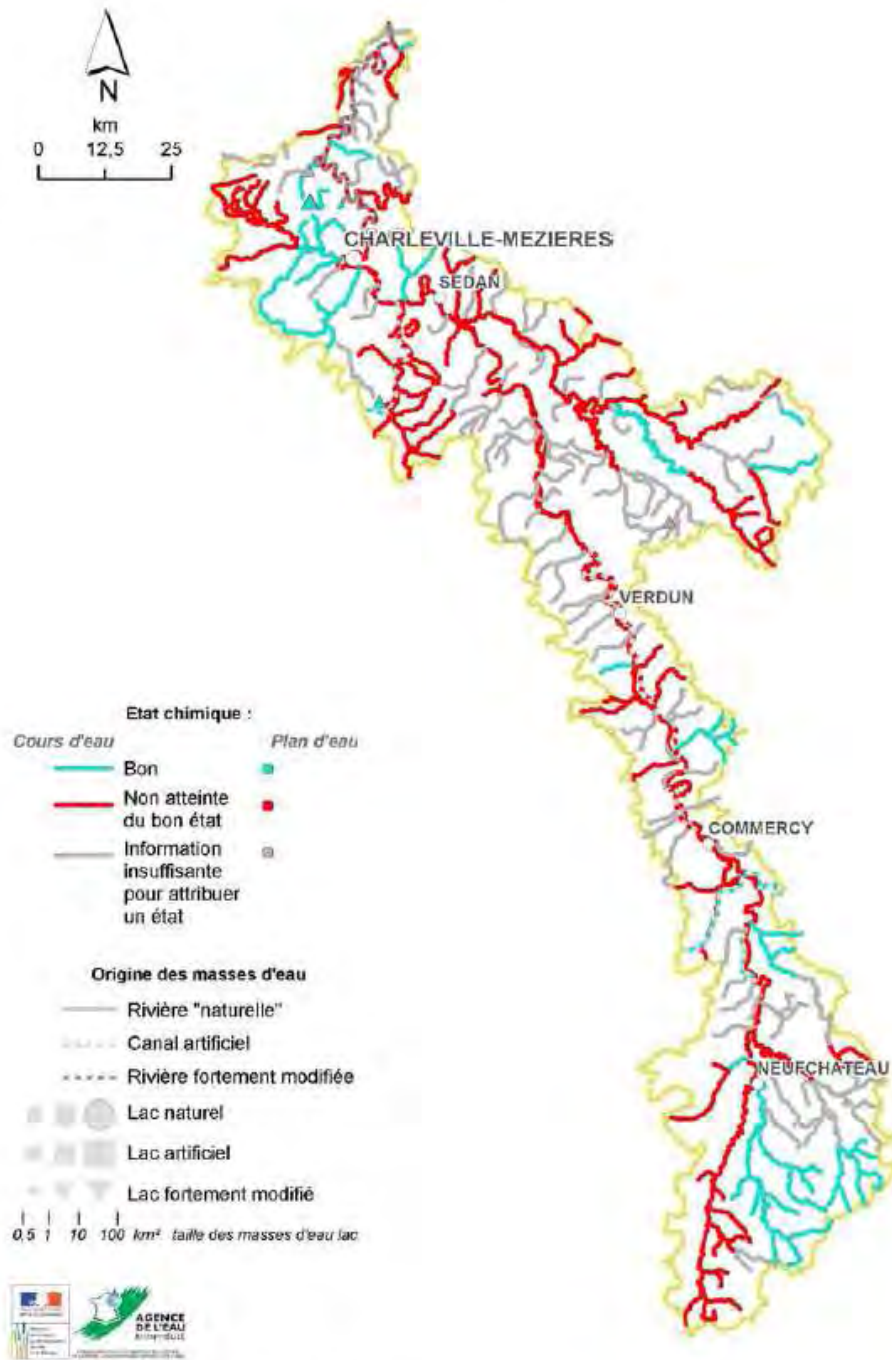 N
km
0 12,5 25
CHARLEVILLE-MEZIERES
SEDAN
VERDUN
COMMERCY
NEUFCHATEAU
Etat chimique :
Cours d'eau Plan d'eau
Bon
Non atteinte
du bon état
Information
insuffisante
pour attribuer
un état
Origine des masses d'eau
Rivière "naturelle"
Canal artificiel
Rivière fortement modifiée
Lac naturel
Lac artificiel
Lac fortement modifié
0,5 1 10 100 km² taille des masses d'eau lac
AGENCE
DE L'EAU